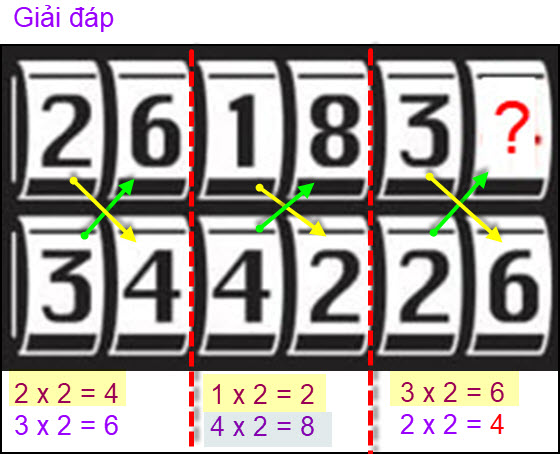 Giải đáp
2 6 1 8 3 ?
3 4 4 2 2 6
2 x 2 = 4 1 x 2 = 2 3 x 2 = 6
3 x 2 = 6 4 x 2 = 8 2 x 2 = 4